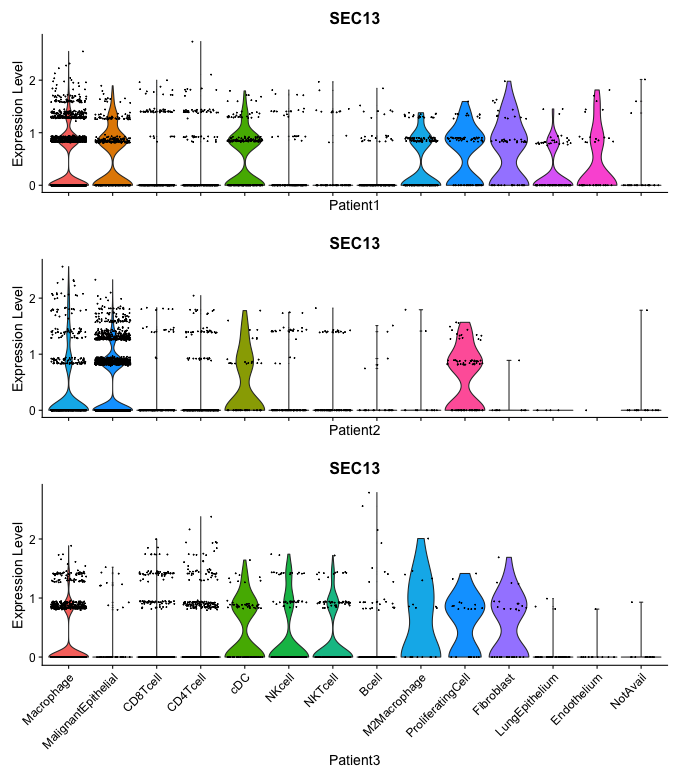 SEC13
Expression Level
2
1
0
Patient1
SEC13
Expression Level
2
1
0
Patient2
SEC13
Expression Level
2
1
0
Macrophage
MalignantEpithelial
CD8Tcell
CD4Tcell
cDC
NKcell
NKTcell
Bcell
M2Macrophage
ProliferatingCell
Fibroblast
LungEpithelium
Endothelium
NotAvail
Patient3